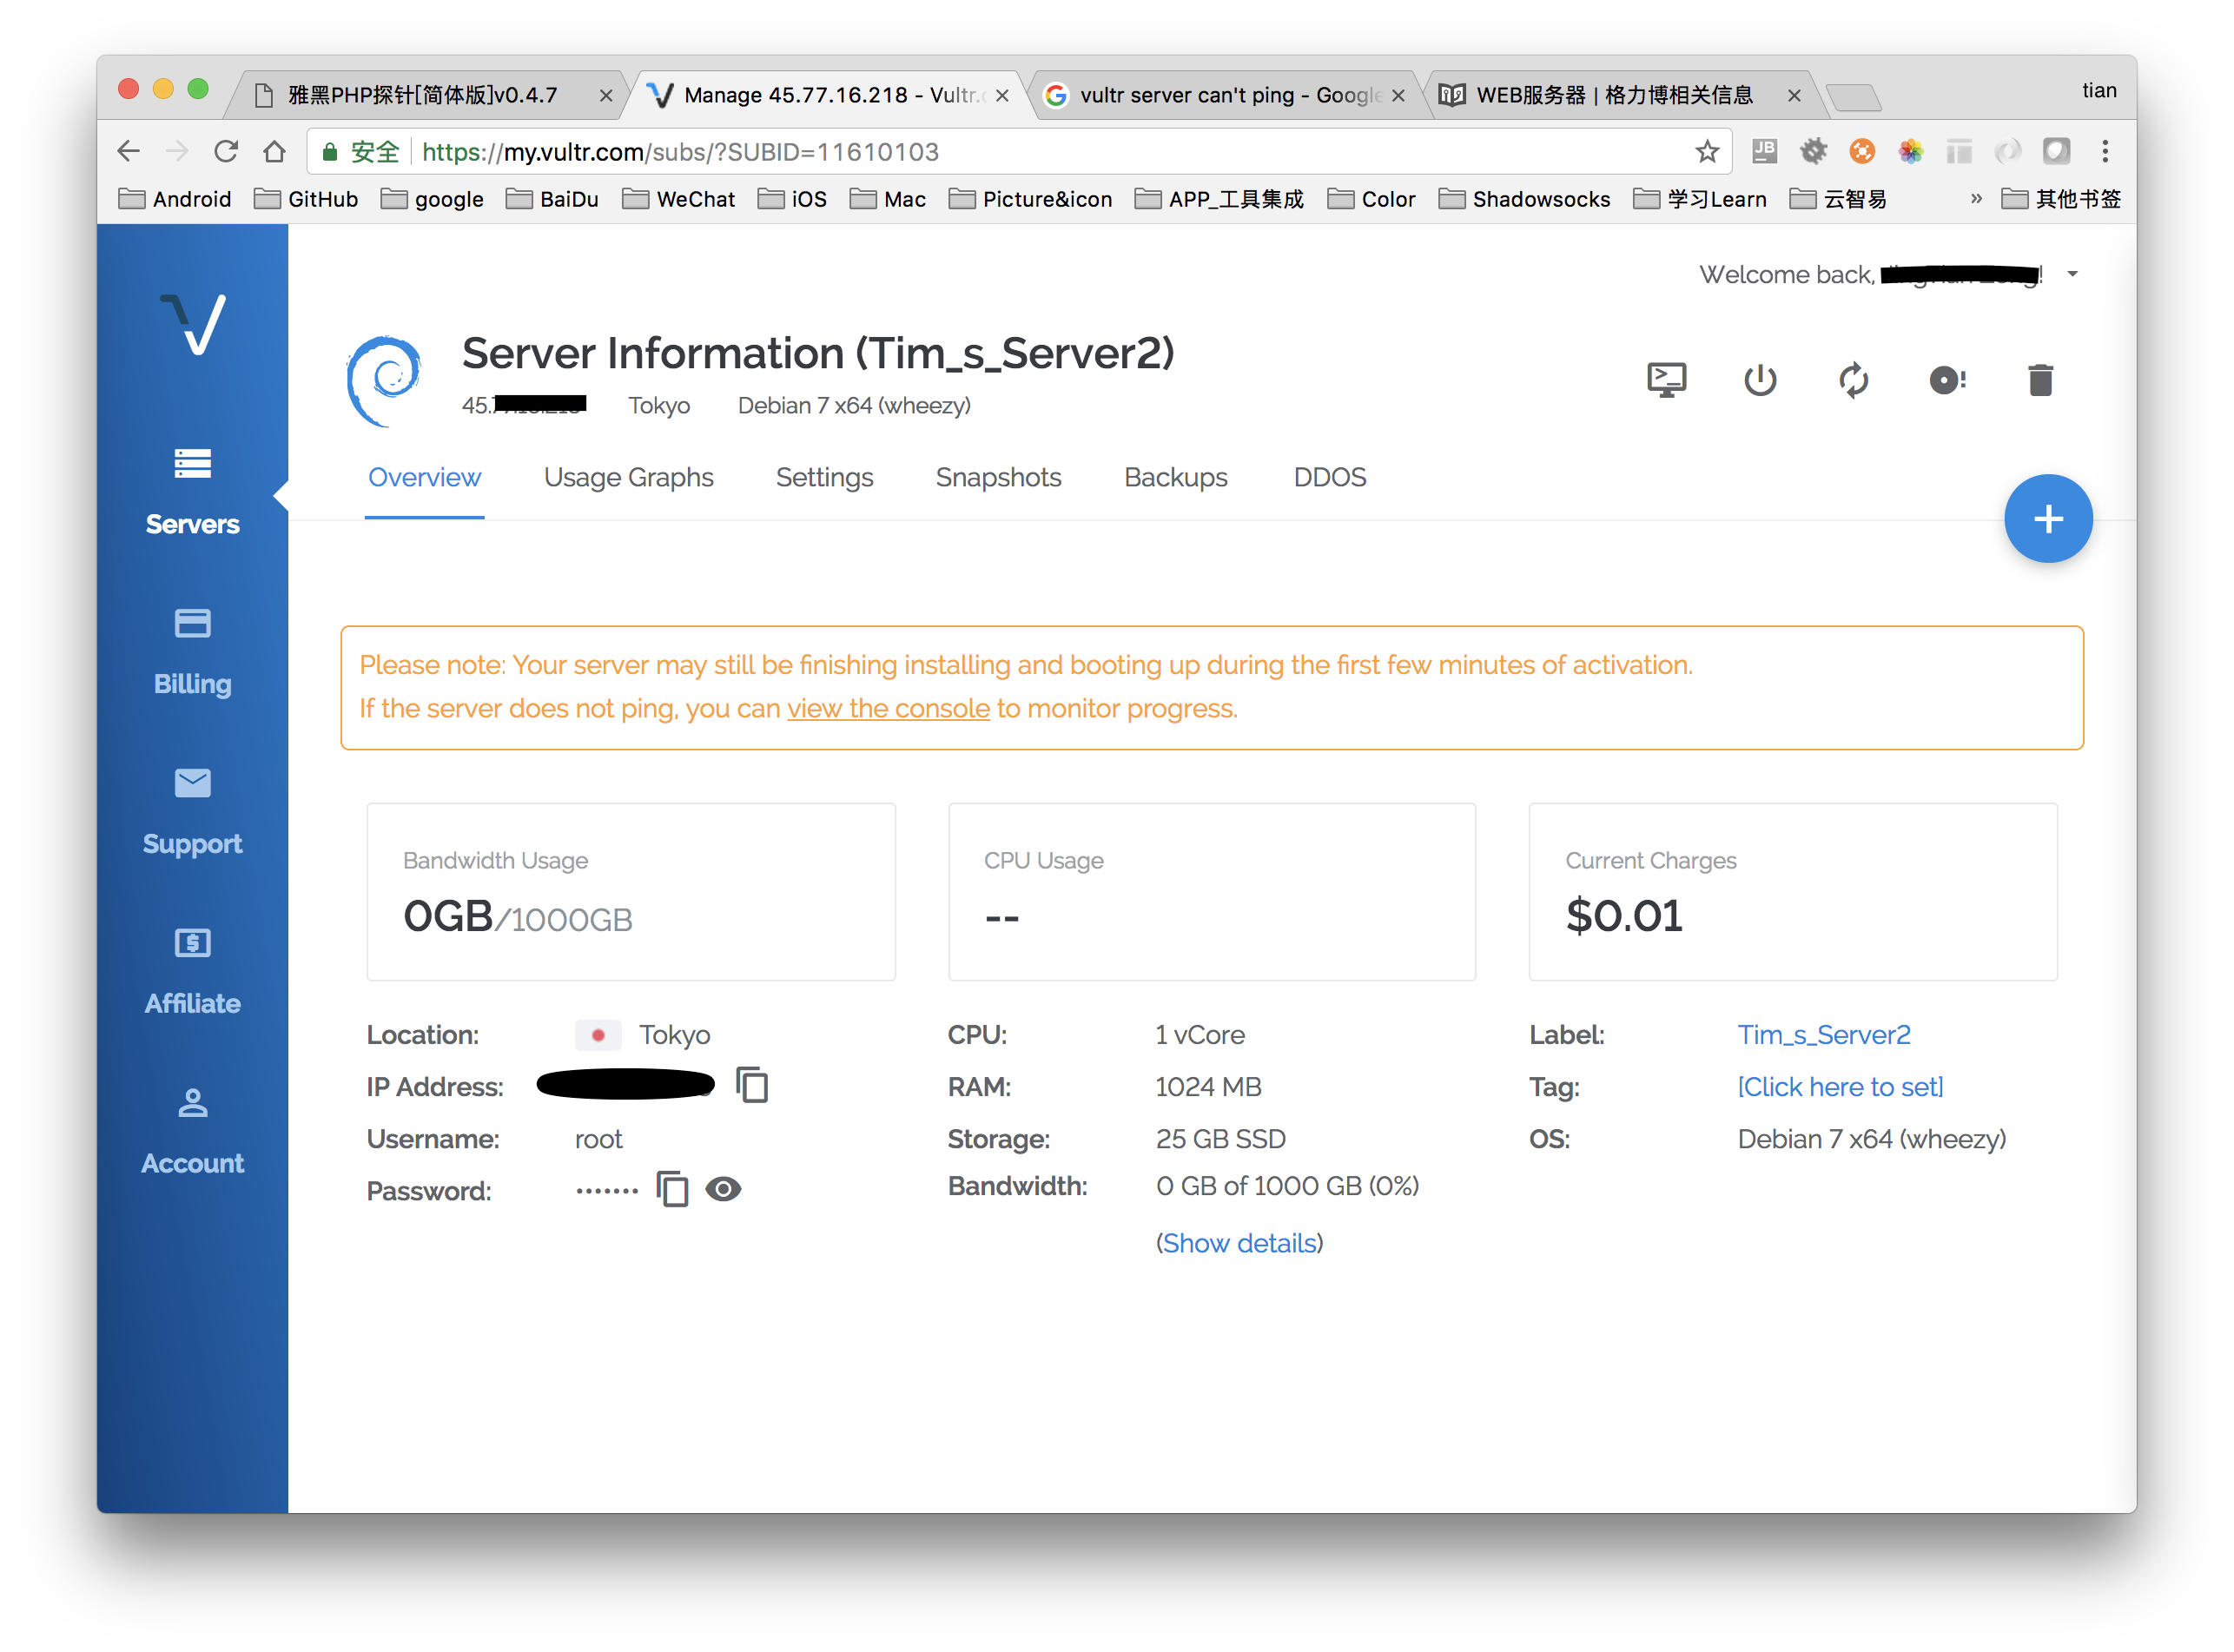 雅黑PHP探针[简体版]v0.4.7
Manage 45.77.16.218 - Vultr.c
vultr server can't ping - Google
WEB服务器 | 格力博相关信息
tian
安全 https://my.vultr.com/subs/?SUBID=11610103
JB
Android GitHub google BaiDu WeChat iOS Mac Picture&icon APP_工具集成 Color Shadowsocks 学习Learn 云智易 » 其他书签
Welcome back, !
Server Information (Tim_s_Server2)
45. Tokyo Debian 7 x64 (wheezy)
Overview Usage Graphs Settings Snapshots Backups DDOS
Servers
Billing
Support
Affiliate
Account
Please note: Your server may still be finishing installing and booting up during the first few minutes of activation.
If the server does not ping, you can view the console to monitor progress.
Bandwidth Usage
0GB/1000GB
CPU Usage
--
Current Charges
$0.01
Location: Tokyo
IP Address:
Username: root
Password: •••••••
CPU: 1 vCore
RAM: 1024 MB
Storage: 25 GB SSD
Bandwidth: 0 GB of 1000 GB (0%)
(Show details)
Label: Tim_s_Server2
Tag: [Click here to set]
OS: Debian 7 x64 (wheezy)